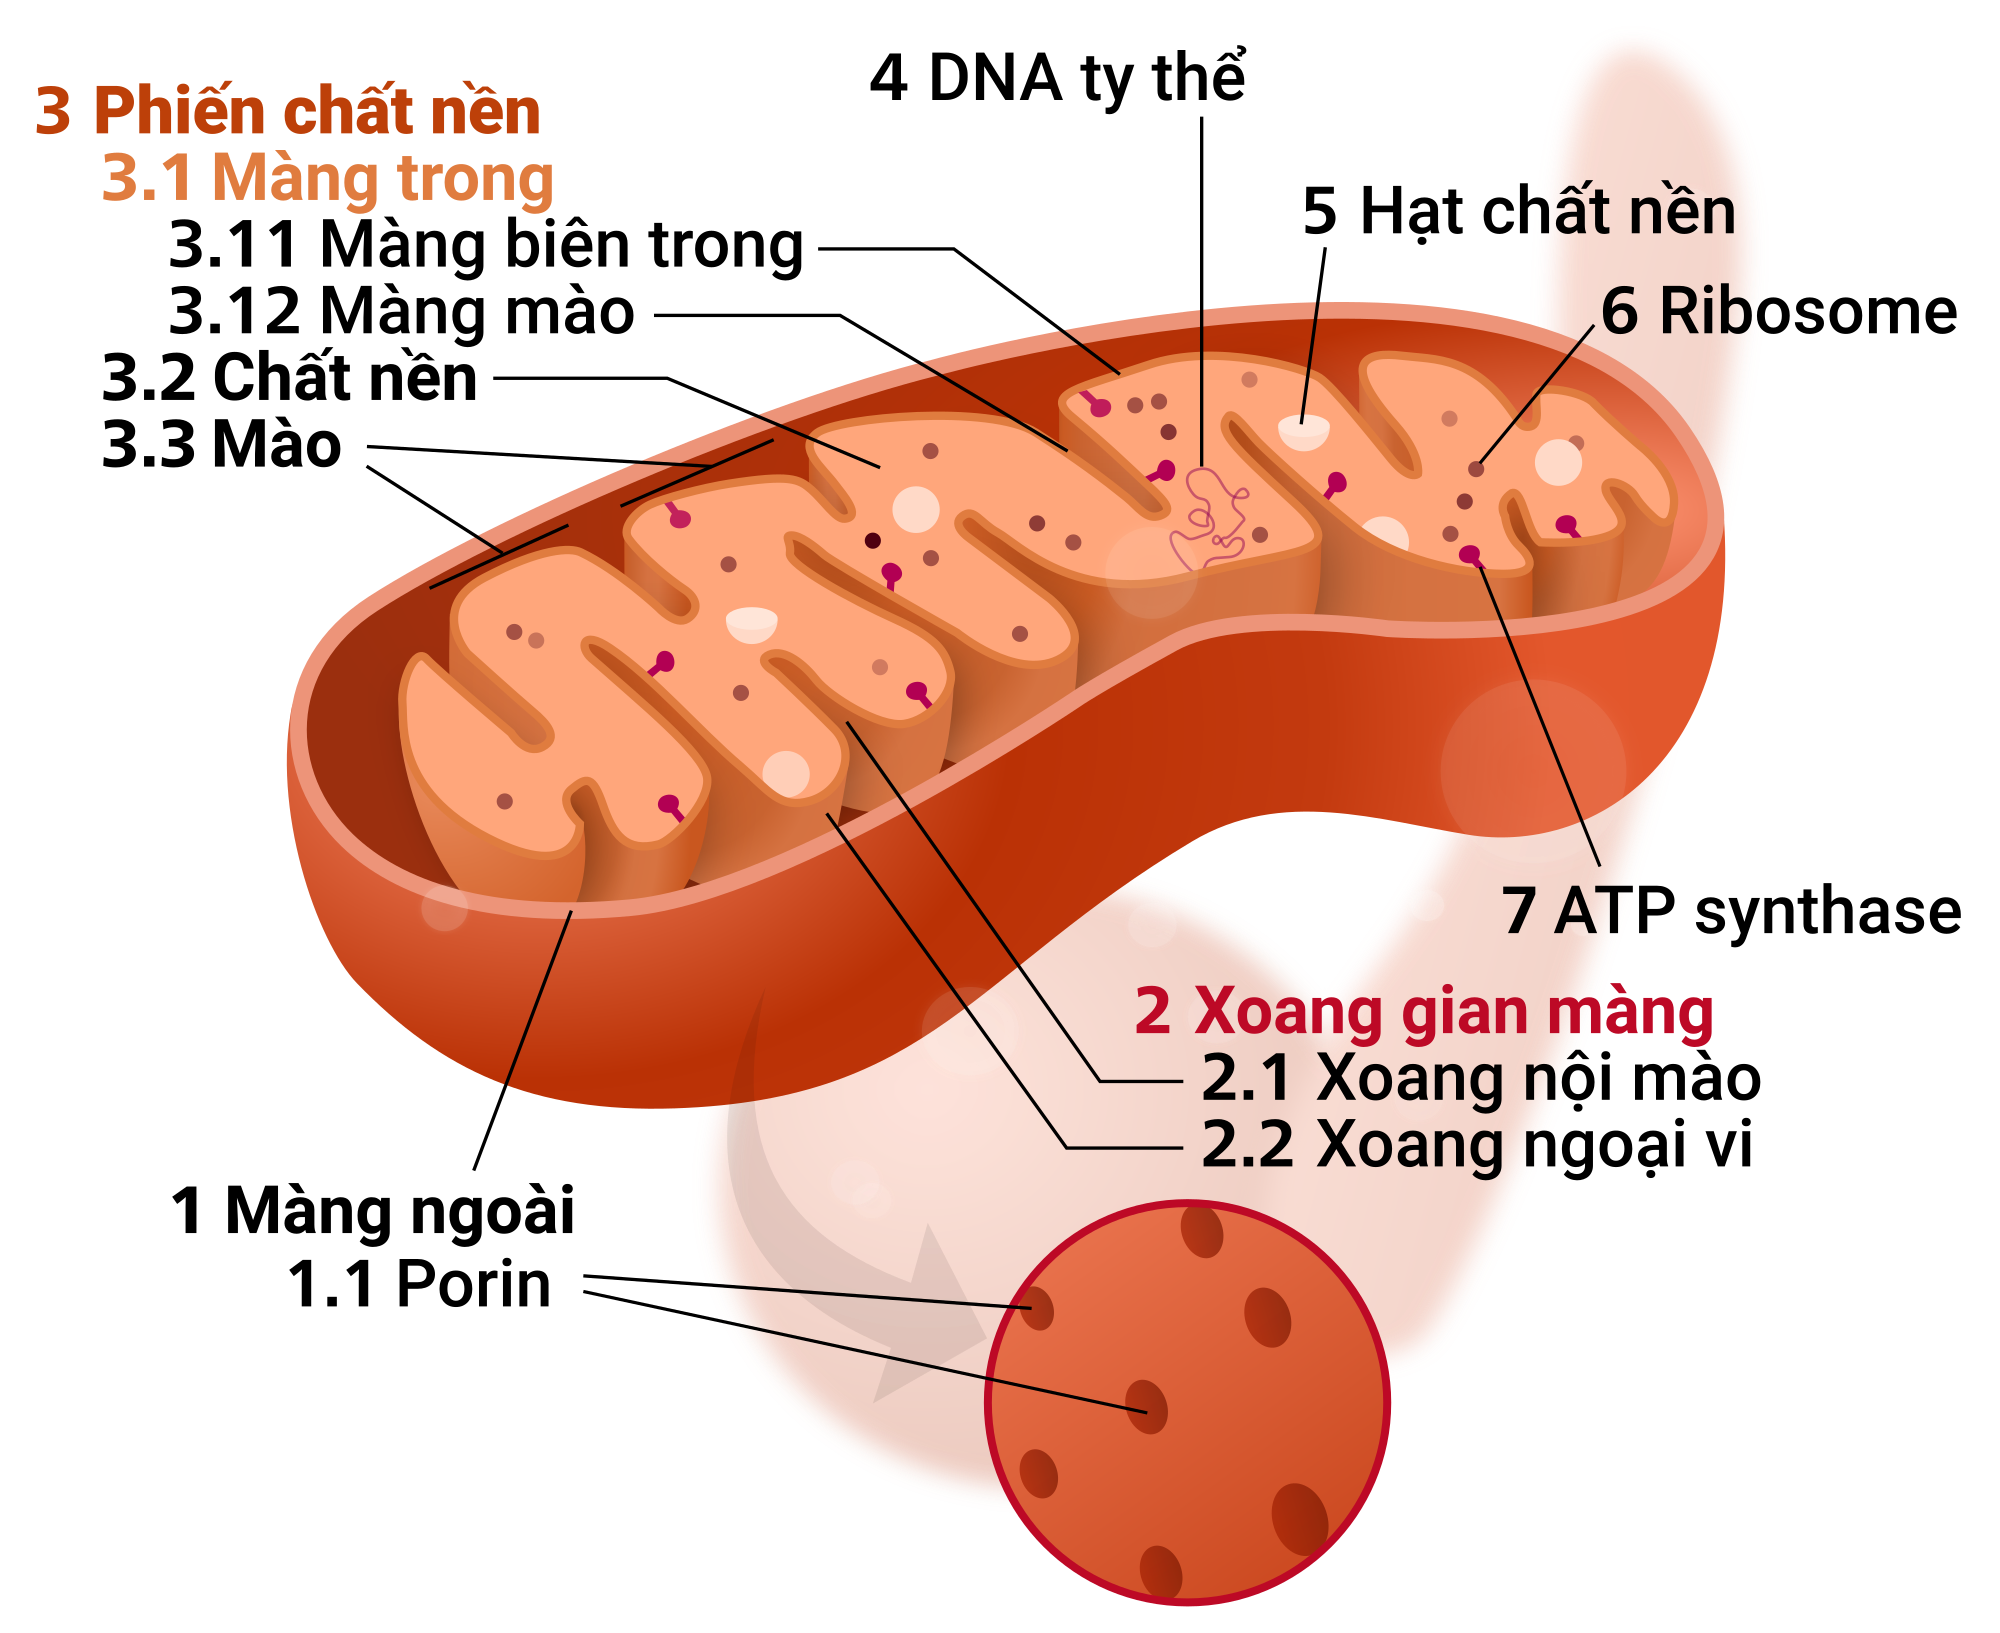 3 Phiến chất nền
3.1 Màng trong
3.11 Màng biên trong
3.12 Màng mào
3.2 Chất nền
3.3 Mào
4 DNA ty thể
5 Hạt chất nền
6 Ribosome
7 ATP synthase
2 Xoang gian màng
2.1 Xoang nội mào
2.2 Xoang ngoại vi
1 Màng ngoài
1.1 Porin